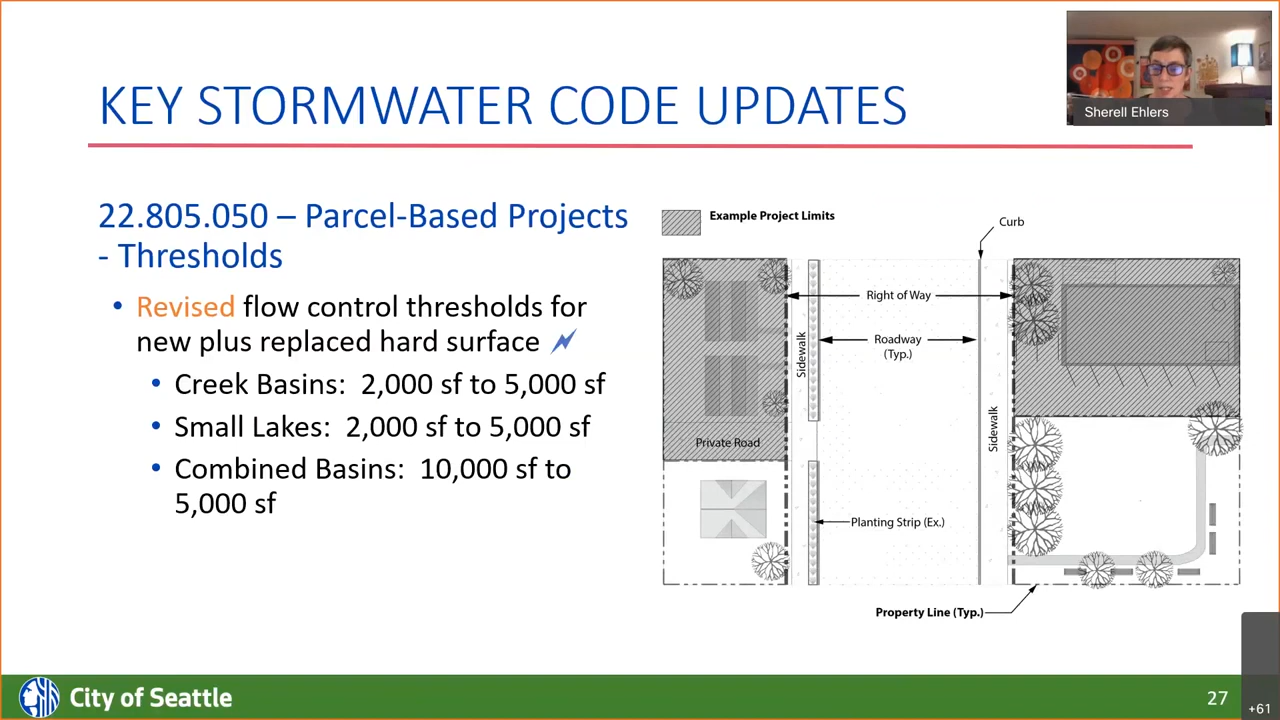 KEY STORMWATER CODE UPDATES
Sherell Ehlers
22.805.050 – Parcel-Based Projects
- Thresholds
• Revised flow control thresholds for
new plus replaced hard surface
• Creek Basins: 2,000 sf to 5,000 sf
• Small Lakes: 2,000 sf to 5,000 sf
• Combined Basins: 10,000 sf to
5,000 sf
Example Project Limits
Curb
Right of Way
Roadway
(Typ.)
Sidewalk
Sidewalk
Private Road
Planting Strip (Ex.)
Property Line (Typ.)
City of Seattle
27
+61